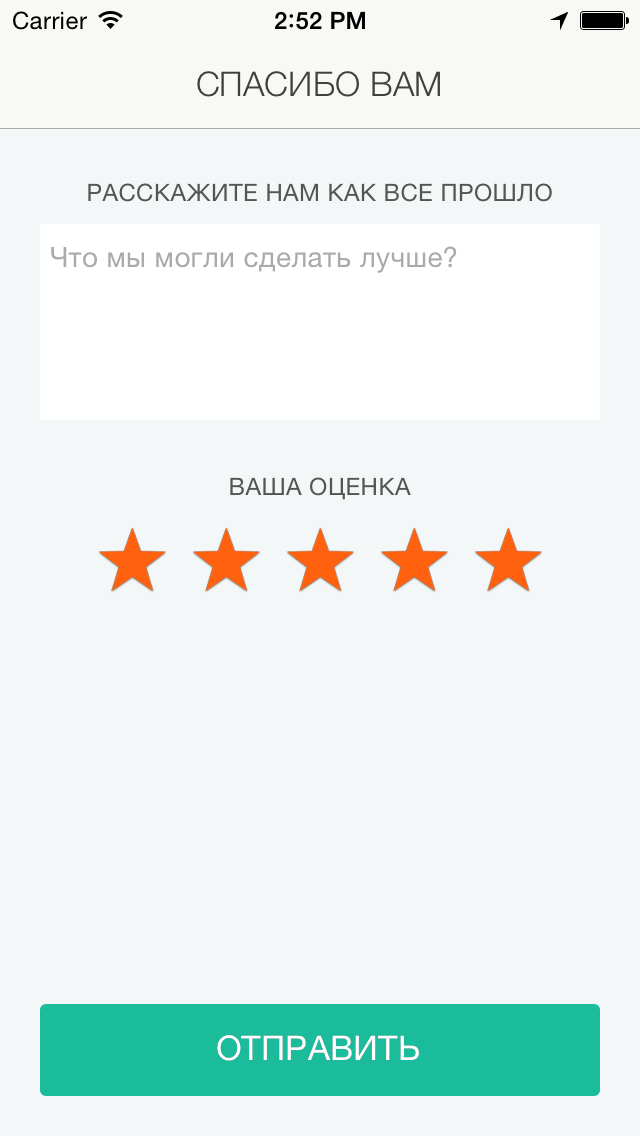 Carrier 2:52 PM
СПАСИБО ВАМ
РАССКАЖИТЕ НАМ КАК ВСЕ ПРОШЛО
Что мы могли сделать лучше?
ВАША ОЦЕНКА
ОТПРАВИТЬ